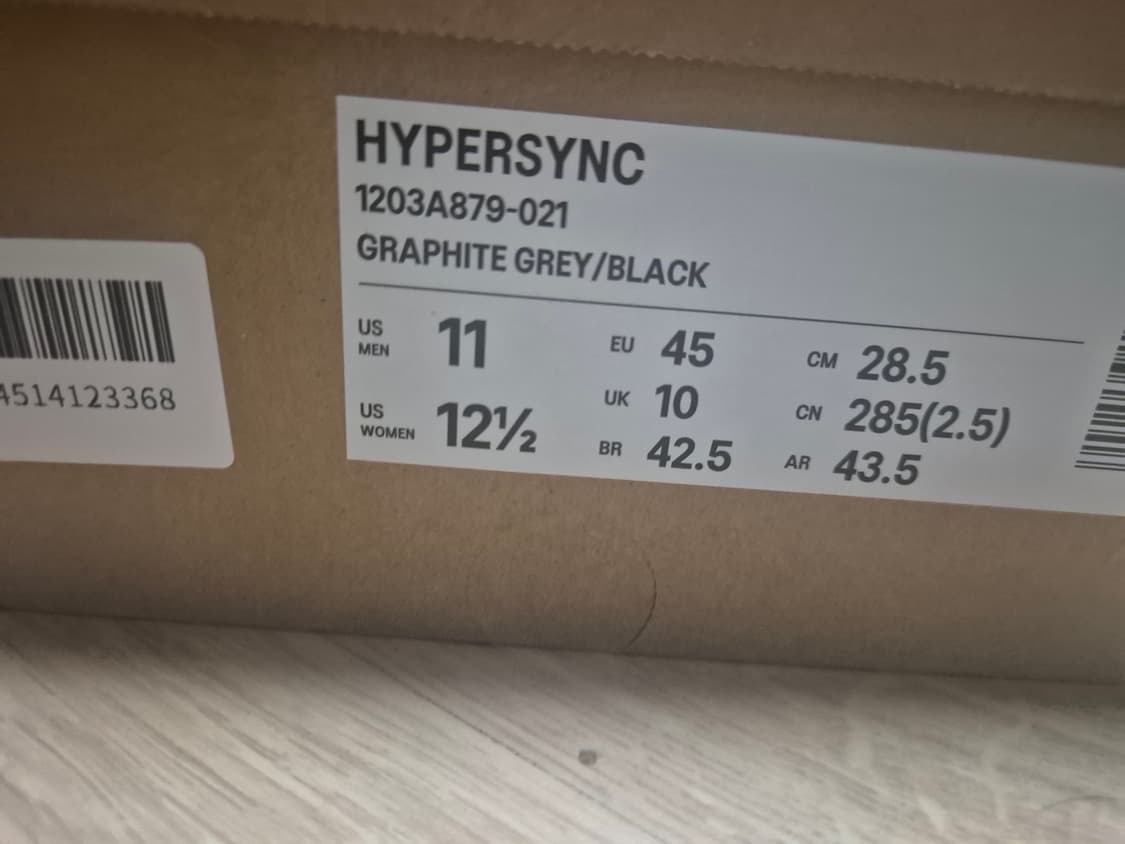 HYPERSYNC
1203A879-021
GRAPHITE GREY/BLACK
US MEN 11
EU 45
CM 28.5
UK 10
CN 285(2.5)
US WOMEN 12½
BR 42.5
AR 43.5
4514123368